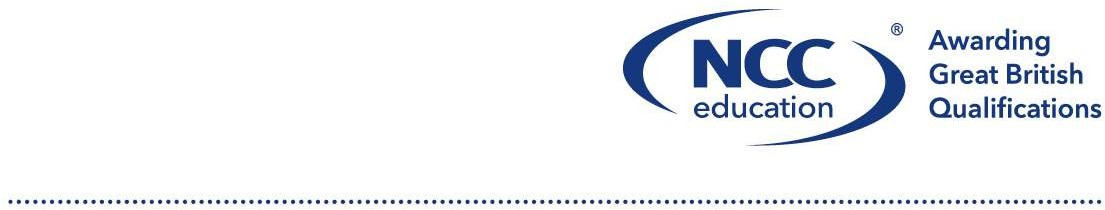 NCC
education
®
Awarding
Great British
Qualifications